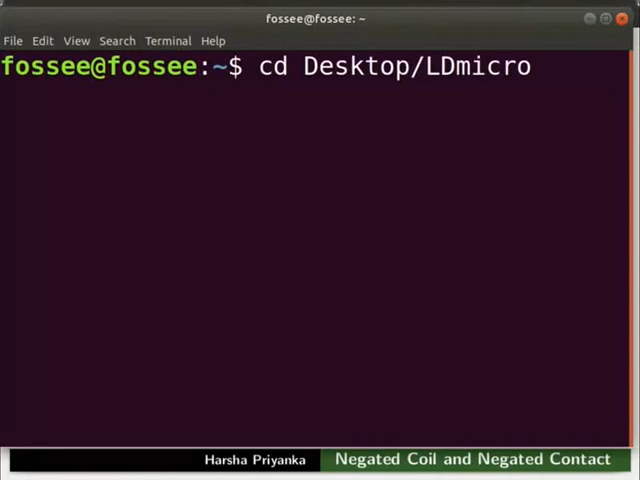 fossee@fossee: ~
File Edit View Search Terminal Help
fossee@fossee:~$ cd Desktop/LDmicro
Harsha Priyanka Negated Coil and Negated Contact